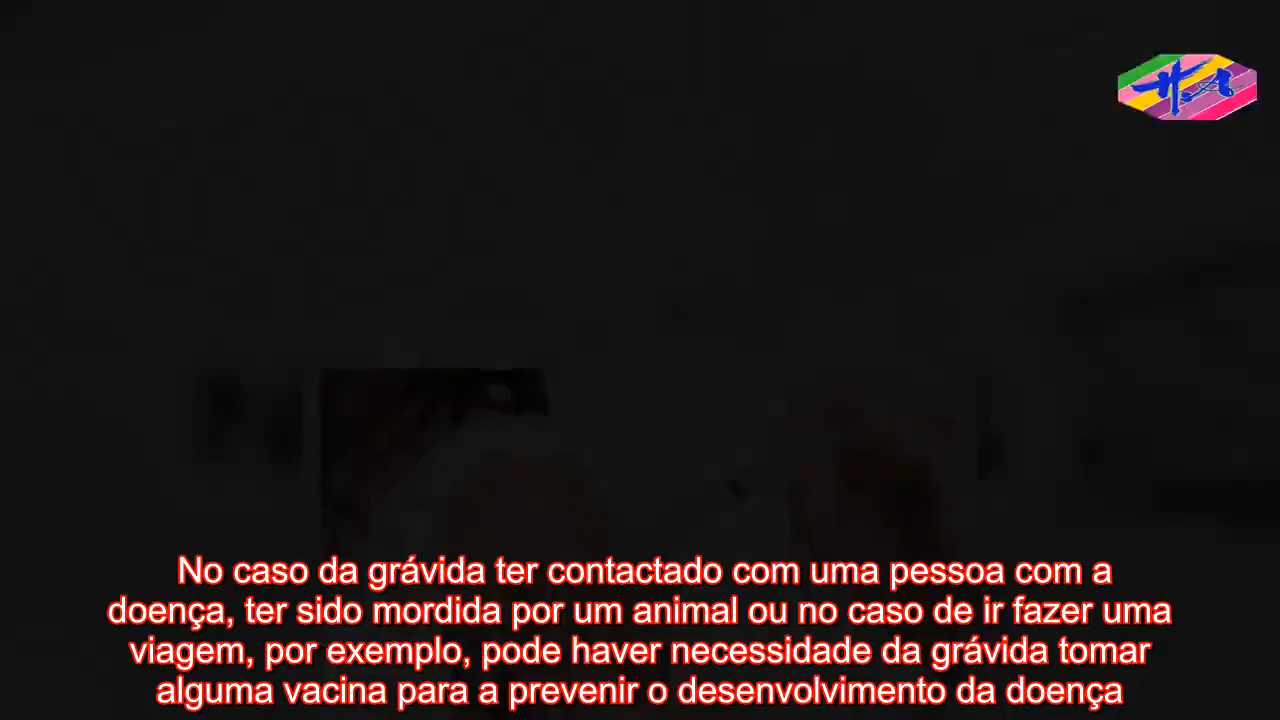 H.A
No caso da grávida ter contactado com uma pessoa com a
doença, ter sido mordida por um animal ou no caso de ir fazer uma
viagem, por exemplo, pode haver necessidade da grávida tomar
alguma vacina para a prevenir o desenvolvimento da doença